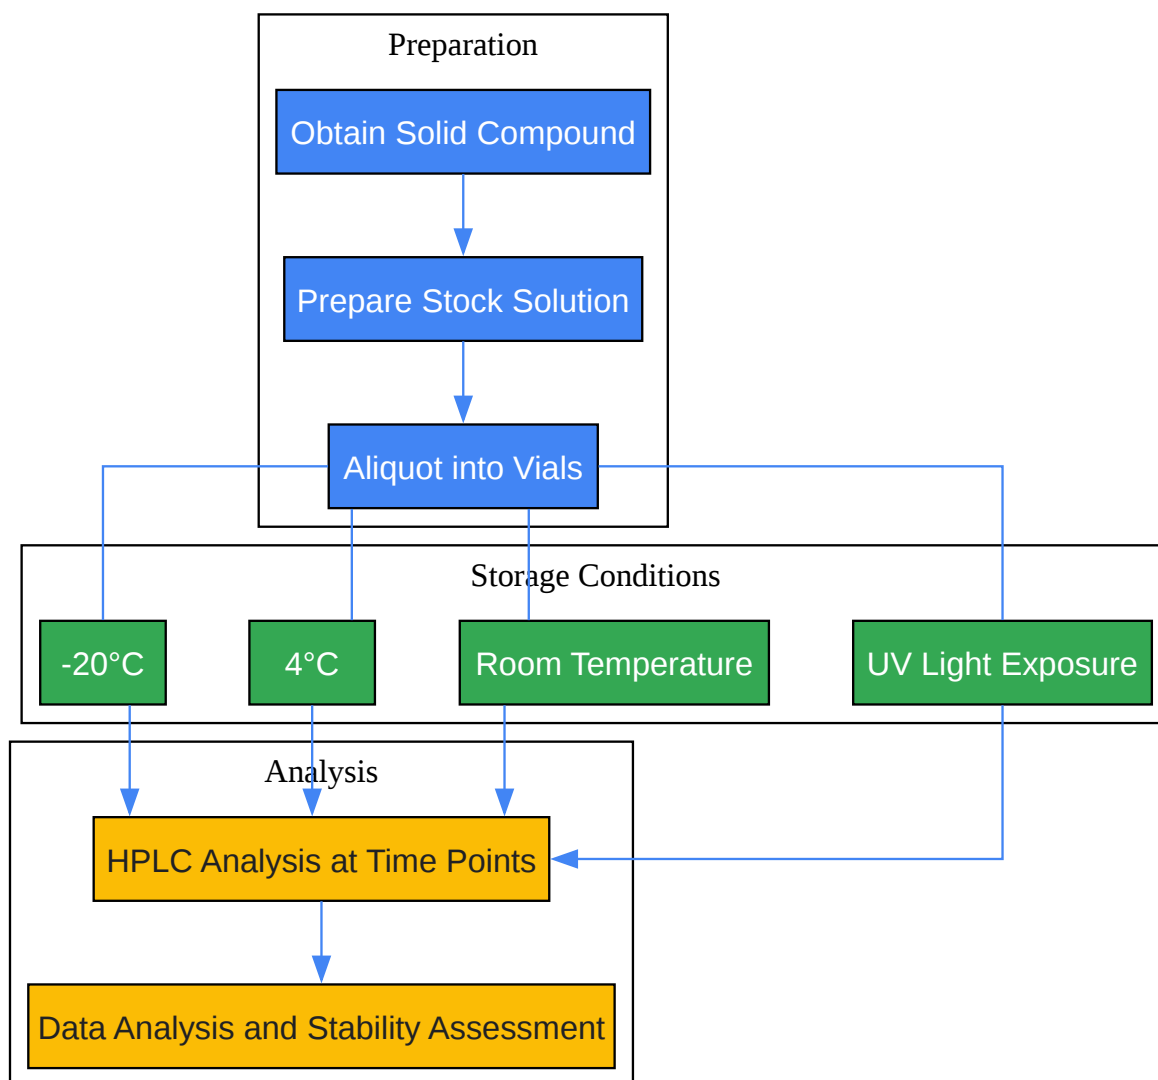 Preparation
Obtain Solid Compound
Prepare Stock Solution
Aliquot into Vials
Storage Conditions
-20°C
4°C
Room Temperature
UV Light Exposure
Analysis
HPLC Analysis at Time Points
Data Analysis and Stability Assessment